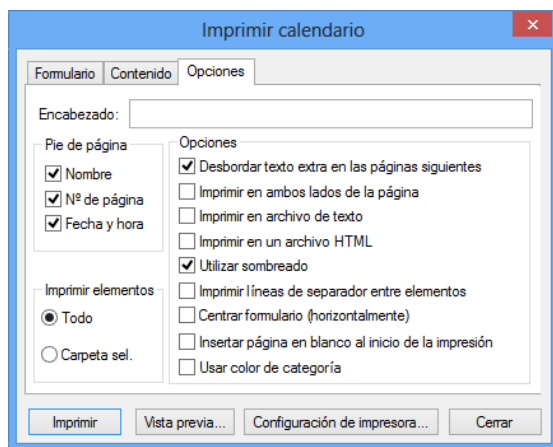 Imprimir calendario
Formulario Contenido Opciones
Encabezado:
Pie de página
Nombre
Nº de página
Fecha y hora
Imprimir elementos
Todo
Carpeta sel.
Opciones
Desbordar texto extra en las páginas siguientes
Imprimir en ambos lados de la página
Imprimir en archivo de texto
Imprimir en un archivo HTML
Utilizar sombreado
Imprimir líneas de separador entre elementos
Centrar formulario (horizontalmente)
Insertar página en blanco al inicio de la impresión
Usar color de categoría
Imprimir Vista previa... Configuración de impresora... Cerrar